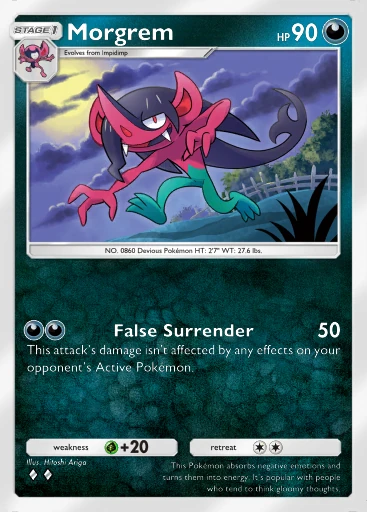 STAGE 1
Morgrem
HP 90
Evolves from Impidimp
NO. 0860 Devious Pokémon HT: 2'7" WT: 27.6 lbs.
False Surrender 50
This attack's damage isn't affected by any effects on your
opponent's Active Pokémon.
weakness +20
retreat
Illus. Hitoshi Ariga
This Pokémon absorbs negative emotions and
turns them into energy. It's popular with people
who tend to think gloomy thoughts.